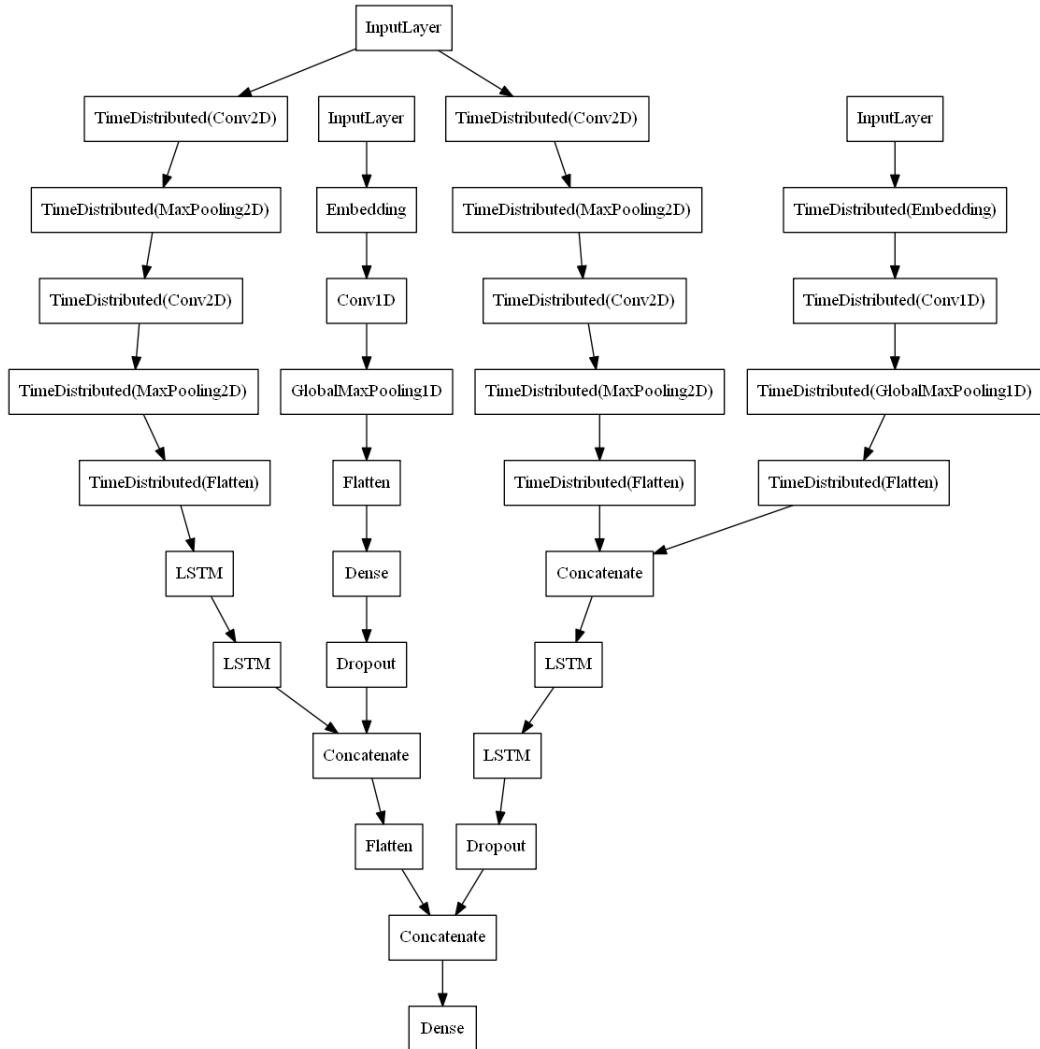 InputLayer
TimeDistributed(Conv2D)
InputLayer
TimeDistributed(Conv2D)
InputLayer
TimeDistributed(MaxPooling2D)
Embedding
TimeDistributed(MaxPooling2D)
TimeDistributed(Embedding)
TimeDistributed(Conv2D)
Conv1D
TimeDistributed(Conv2D)
TimeDistributed(Conv1D)
TimeDistributed(MaxPooling2D)
GlobalMaxPooling1D
TimeDistributed(MaxPooling2D)
TimeDistributed(GlobalMaxPooling1D)
TimeDistributed(Flatten)
Flatten
TimeDistributed(Flatten)
TimeDistributed(Flatten)
LSTM
Dense
Concatenate
LSTM
Dropout
LSTM
Concatenate
LSTM
Flatten
Dropout
Concatenate
Dense